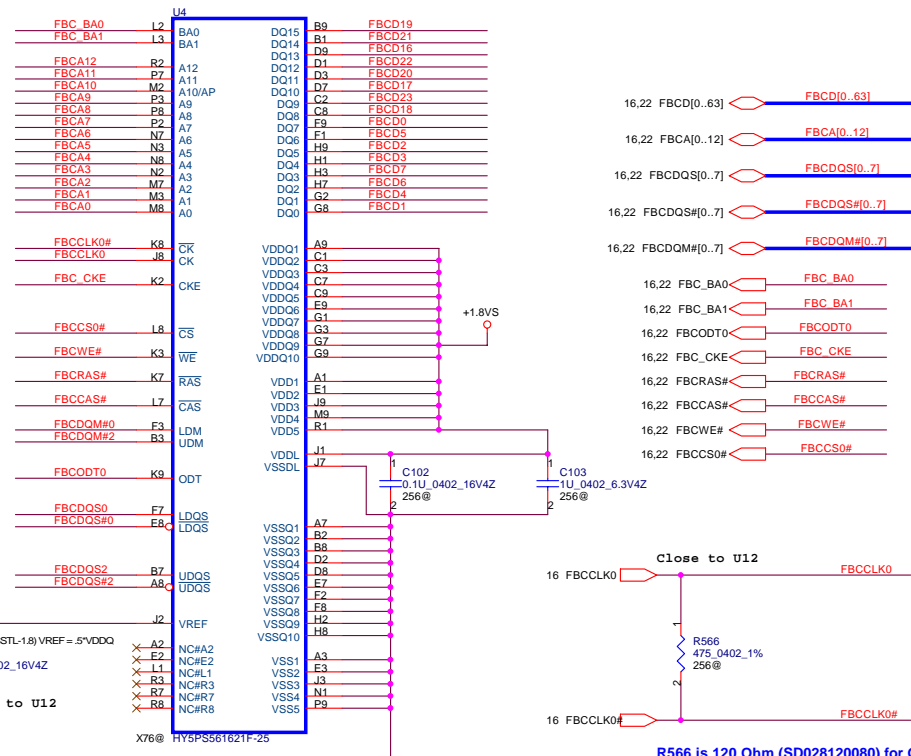 U4
FBC_BA0 L2 BA0 DQ15 B9 FBCD19
FBC_BA1 L3 BA1 DQ14 B1 FBCD21
DQ13 D9 FBCD16
FBCA12 R2 A12 DQ12 D1 FBCD22
FBCA11 P7 A11 DQ11 D3 FBCD20
FBCA10 M2 A10/AP DQ10 D7 FBCD17
FBCA9 P3 A9 DQ9 C2 FBCD23
FBCA8 P8 A8 DQ8 C8 FBCD18
FBCA7 P2 A7 DQ7 F9 FBCD0
FBCA6 N7 A6 DQ6 F1 FBCD5
FBCA5 N3 A5 DQ5 H9 FBCD2
FBCA4 N8 A4 DQ4 H1 FBCD3
FBCA3 N2 A3 DQ3 H3 FBCD7
FBCA2 M7 A2 DQ2 H7 FBCD6
FBCA1 M3 A1 DQ1 G2 FBCD4
FBCA0 M8 A0 DQ0 G8 FBCD1
FBCCLK0# K8 CK VDDQ1 A9
FBCCLK0 J8 CK VDDQ2 C1
VDDQ3 C3
FBC_CKE K2 CKE VDDQ4 C7
VDDQ5 C9
VDDQ6 E9
VDDQ7 G1
FBCCS0# L8 CS VDDQ8 G3
VDDQ9 G7
FBCWE# K3 WE VDDQ10 G9
+1.8VS
FBCRAS# K7 RAS VDD1 A1
VDD2 E1
FBCCAS# L7 CAS VDD3 J9
VDD4 M9
FBCDQM#0 F3 LDM VDD5 R1
FBCDQM#2 B3 UDM
VDDL J1
VSSDL J7
FBCODT0 K9 ODT
1 C102 1 C103
0.1U_0402_16V4Z 1U_0402_6.3V4Z
256@ 256@
2 2
FBCDQS0 F7 LDQS
FBCDQS#0 E8 LDQS VSSQ1 A7
VSSQ2 B2
VSSQ3 B8
VSSQ4 D2
FBCDQS2 B7 UDQS VSSQ5 D8
FBCDQS#2 A8 UDQS VSSQ6 E7
VSSQ7 F2
VSSQ8 F8
J2 VREF VSSQ9 H2
VSSQ10 H8
STL-1.8) VREF = .5*VDDQ
A2 NC#A2
02_16V4Z E2 NC#E2 VSS1 A3
L1 NC#L1 VSS2 E3
R3 NC#R3 VSS3 J3
R7 NC#R7 VSS4 N1
to U12 R8 NC#R8 VSS5 P9
X76@ HY5PS561621F-25
16,22 FBCD[0..63] FBCD[0..63]
16,22 FBCA[0..12] FBCA[0..12]
16,22 FBCDQS[0..7] FBCDQS[0..7]
16,22 FBCDQS#[0..7] FBCDQS#[0..7]
16,22 FBCDQM#[0..7] FBCDQM#[0..7]
16,22 FBC_BA0 FBC_BA0
16,22 FBC_BA1 FBC_BA1
16,22 FBCODT0 FBCODT0
16,22 FBC_CKE FBC_CKE
16,22 FBCRAS# FBCRAS#
16,22 FBCCAS# FBCCAS#
16,22 FBCWE# FBCWE#
16,22 FBCCS0# FBCCS0#
Close to U12
16 FBCCLK0 FBCCLK0
1
R566
475_0402_1%
256@
2
16 FBCCLK0# FBCCLK0#
R566 is 120 Ohm (SD028120080) for